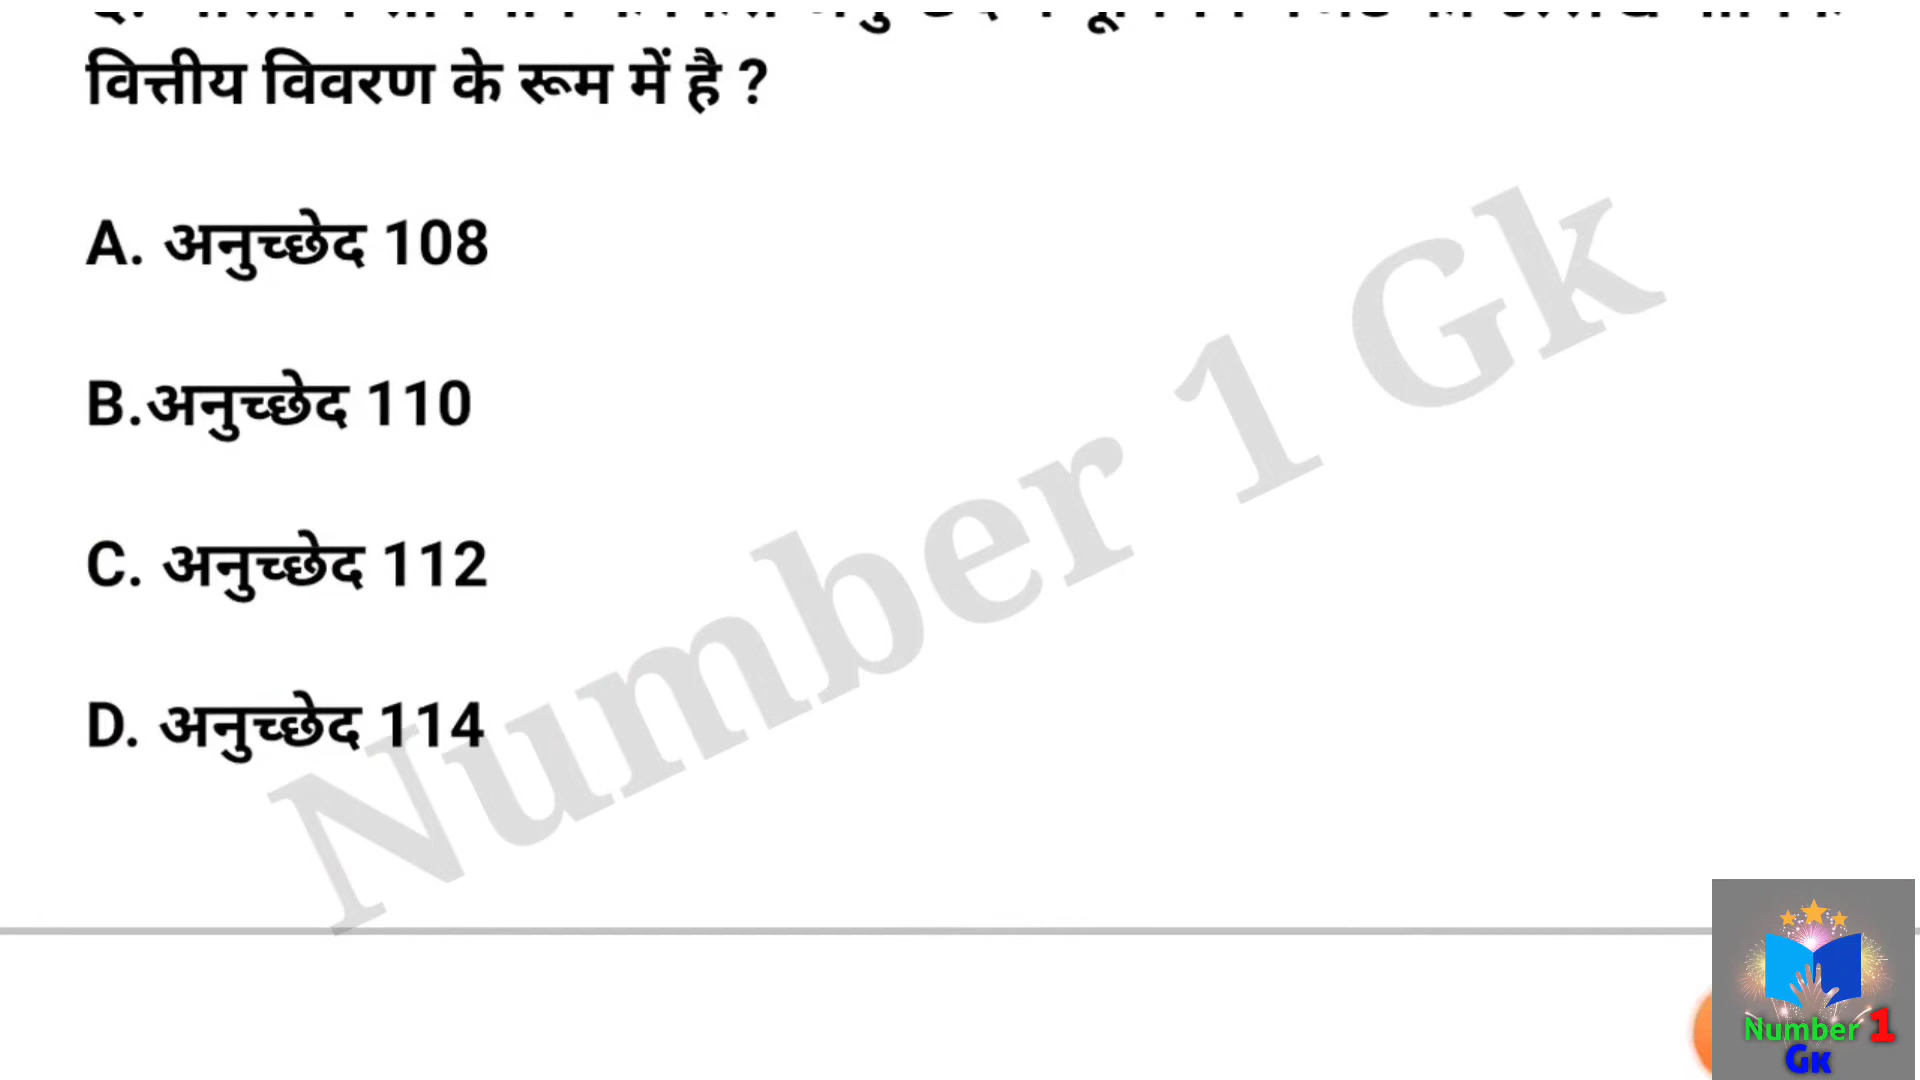 वित्तीय विवरण के रूम में है ?
A. अनुच्छेद 108
B.अनुच्छेद 110
C. अनुच्छेद 112
D. अनुच्छेद 114
Number 1 Gk
Number 1
GK